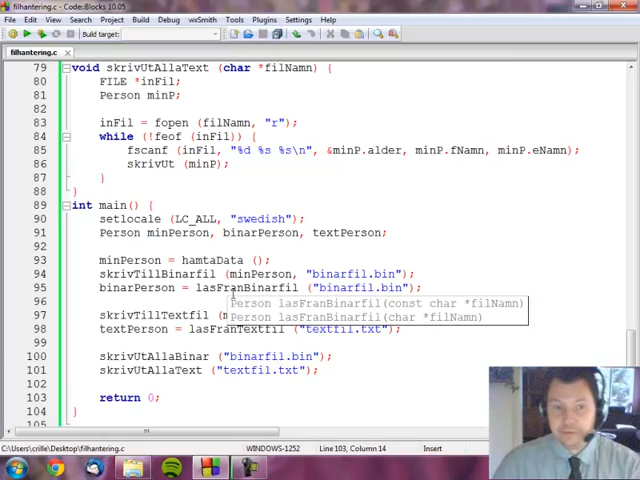 filhantering.c - Code::Blocks 10.05
File Edit View Search Project Build Debug wxSmith Tools Plugins Settings Help
Build target:
filhantering.c
79 void skrivUtAllaText (char *filNamn) {
80 FILE *inFil;
81 Person minP;
82
83 inFil = fopen (filNamn, "r");
84 while (!feof (inFil)) {
85 fscanf (inFil, "%d %s %s\n", &minP.alder, minP.fNamn, minP.eNamn);
86 skrivUt (minP);
87 }
88 }
89 int main() {
90 setlocale (LC_ALL, "swedish");
91 Person minPerson, binarPerson, textPerson;
92
93 minPerson = hamtaData ();
94 skrivTillBinarfil (minPerson, "binarfil.bin");
95 binarPerson = lasFranBinarfil ("binarfil.bin");
96 Person lasFranBinarfil(const char *filNamn)
Person lasFranBinarfil(char *filNamn)
97 skrivTillTextfil (m
98 textPerson = lasFranTextfil ("textfil.txt");
99
100 skrivUtAllaBinar ("binarfil.bin");
101 skrivUtAllaText ("textfil.txt");
102
103 return 0;
104 }
C:\Users\crille\Desktop\filhantering.c WINDOWS-1252 Line 103, Column 14 Insert